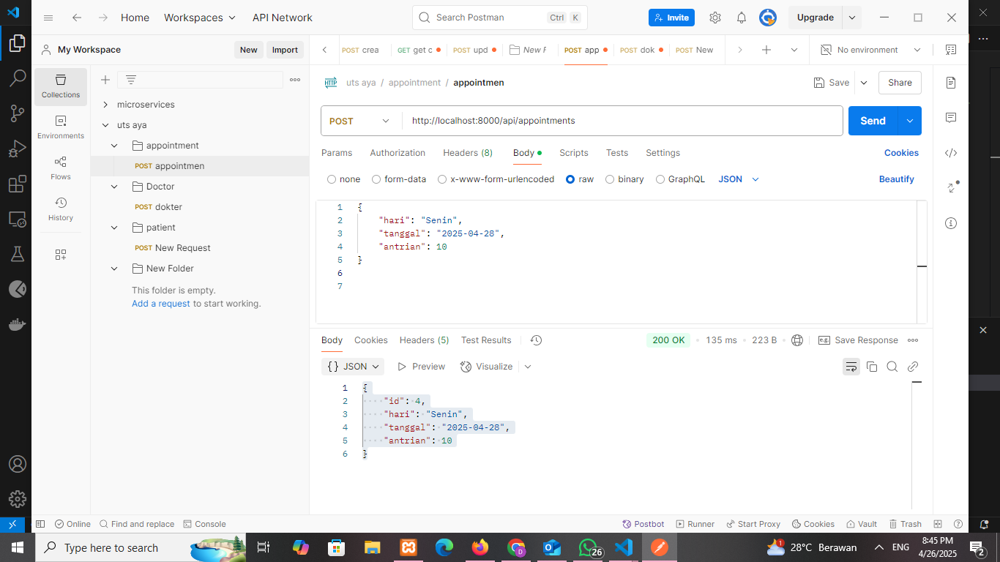 Home Workspaces API Network Search Postman Ctrl K Invite Upgrade
My Workspace New Import POST crea GET get c POST upd New F POST app POST dok POST New No environment
Collections
Environments
Flows
History
microservices
uts aya
appointment
POST appointmen
Doctor
POST dokter
patient
POST New Request
New Folder
This folder is empty.
Add a request to start working.
HTTP uts aya / appointment / appointmen Save Share
POST http://localhost:8000/api/appointments Send
Params Authorization Headers (8) Body Scripts Tests Settings Cookies
none form-data x-www-form-urlencoded raw binary GraphQL JSON Beautify
1 {
2 "hari": "Senin",
3 "tanggal": "2025-04-28",
4 "antrian": 10
5 }
6
7
Body Cookies Headers (5) Test Results 200 OK 135 ms 223 B e.g. Save Response
{} JSON Preview Visualize
1 {
2 "id": 4,
3 "hari": "Senin",
4 "tanggal": "2025-04-28",
5 "antrian": 10
6 }
Online Find and replace Console Postbot Runner Start Proxy Cookies Vault Trash
Type here to search 26 28°C Berawan ENG 8:45 PM
4/26/2025 2